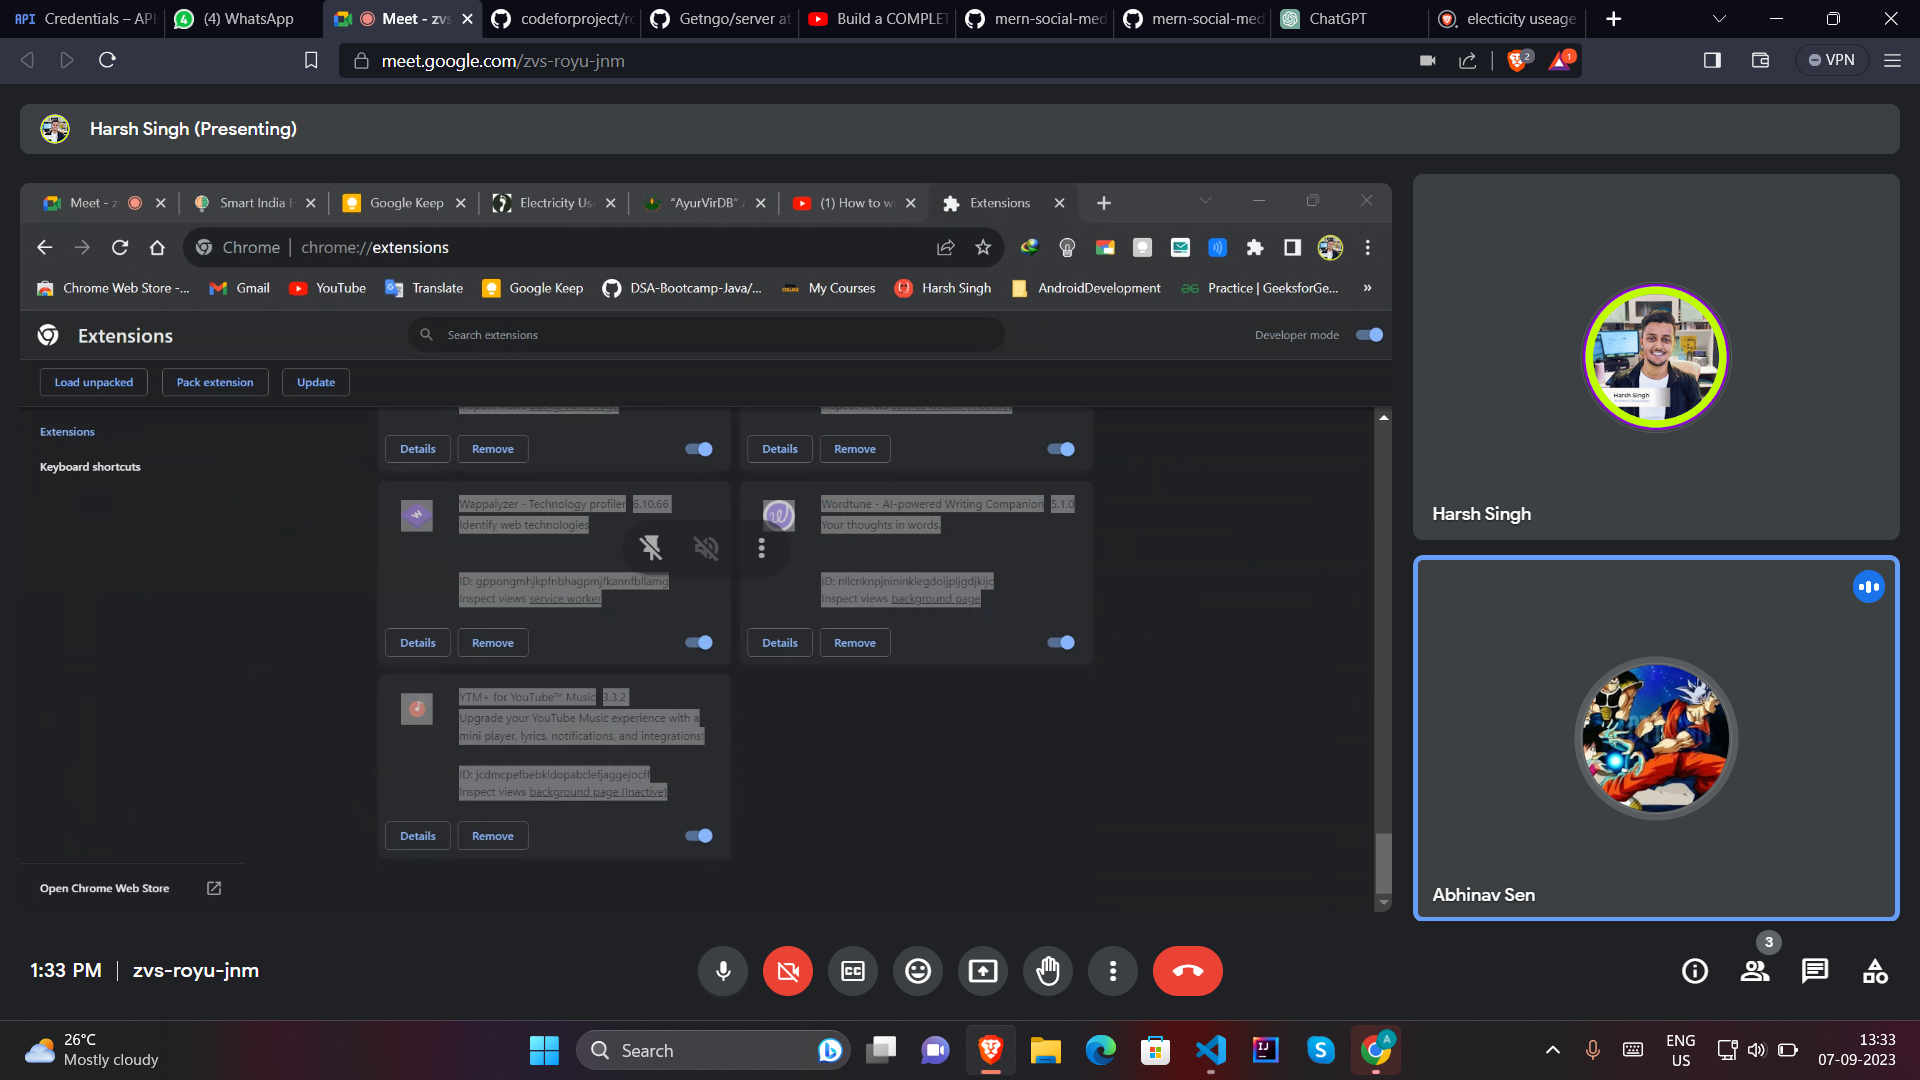 API Credentials – APIs
(4) WhatsApp
Meet - zvs
codeforproject/ro
Getngo/server at
Build a COMPLET
mern-social-med
mern-social-med
ChatGPT
electicity useage
meet.google.com/zvs-royu-jnm
2
1
VPN
Harsh Singh (Presenting)
Meet - z
Smart India H
Google Keep
Electricity Us
"AyurVirDB"
(1) How to w
Extensions
Chrome
chrome://extensions
Chrome Web Store -...
Gmail
YouTube
Translate
Google Keep
DSA-Bootcamp-Java/...
My Courses
Harsh Singh
AndroidDevelopment
Practice | GeeksforGe...
»
Extensions
Search extensions
Developer mode
Load unpacked
Pack extension
Update
Extensions
Keyboard shortcuts
Details
Remove
Details
Remove
Wappalyzer - Technology profiler 6.10.66
Identify web technologies
ID: gppongmhjkpfnbhagpmjfkannfbllamg
Inspect views service worker
Details
Remove
Wordtune - AI-powered Writing Companion 5.1.0
Your thoughts in words.
ID: nllcnknpjnininklegdoijpljgdjkijc
Inspect views background page
Details
Remove
YTM+ for YouTube™ Music 3.3.2
Upgrade your YouTube Music experience with a
mini player, lyrics, notifications, and integrations!
ID: jcdmcpefbebkldopabclefjaggejocff
Inspect views background page (Inactive)
Details
Remove
Open Chrome Web Store
Harsh Singh
Harsh Singh
Abhinav Sen
1:33 PM
zvs-royu-jnm
3
26°C
Mostly cloudy
Search
A
ENG
US
13:33
07-09-2023